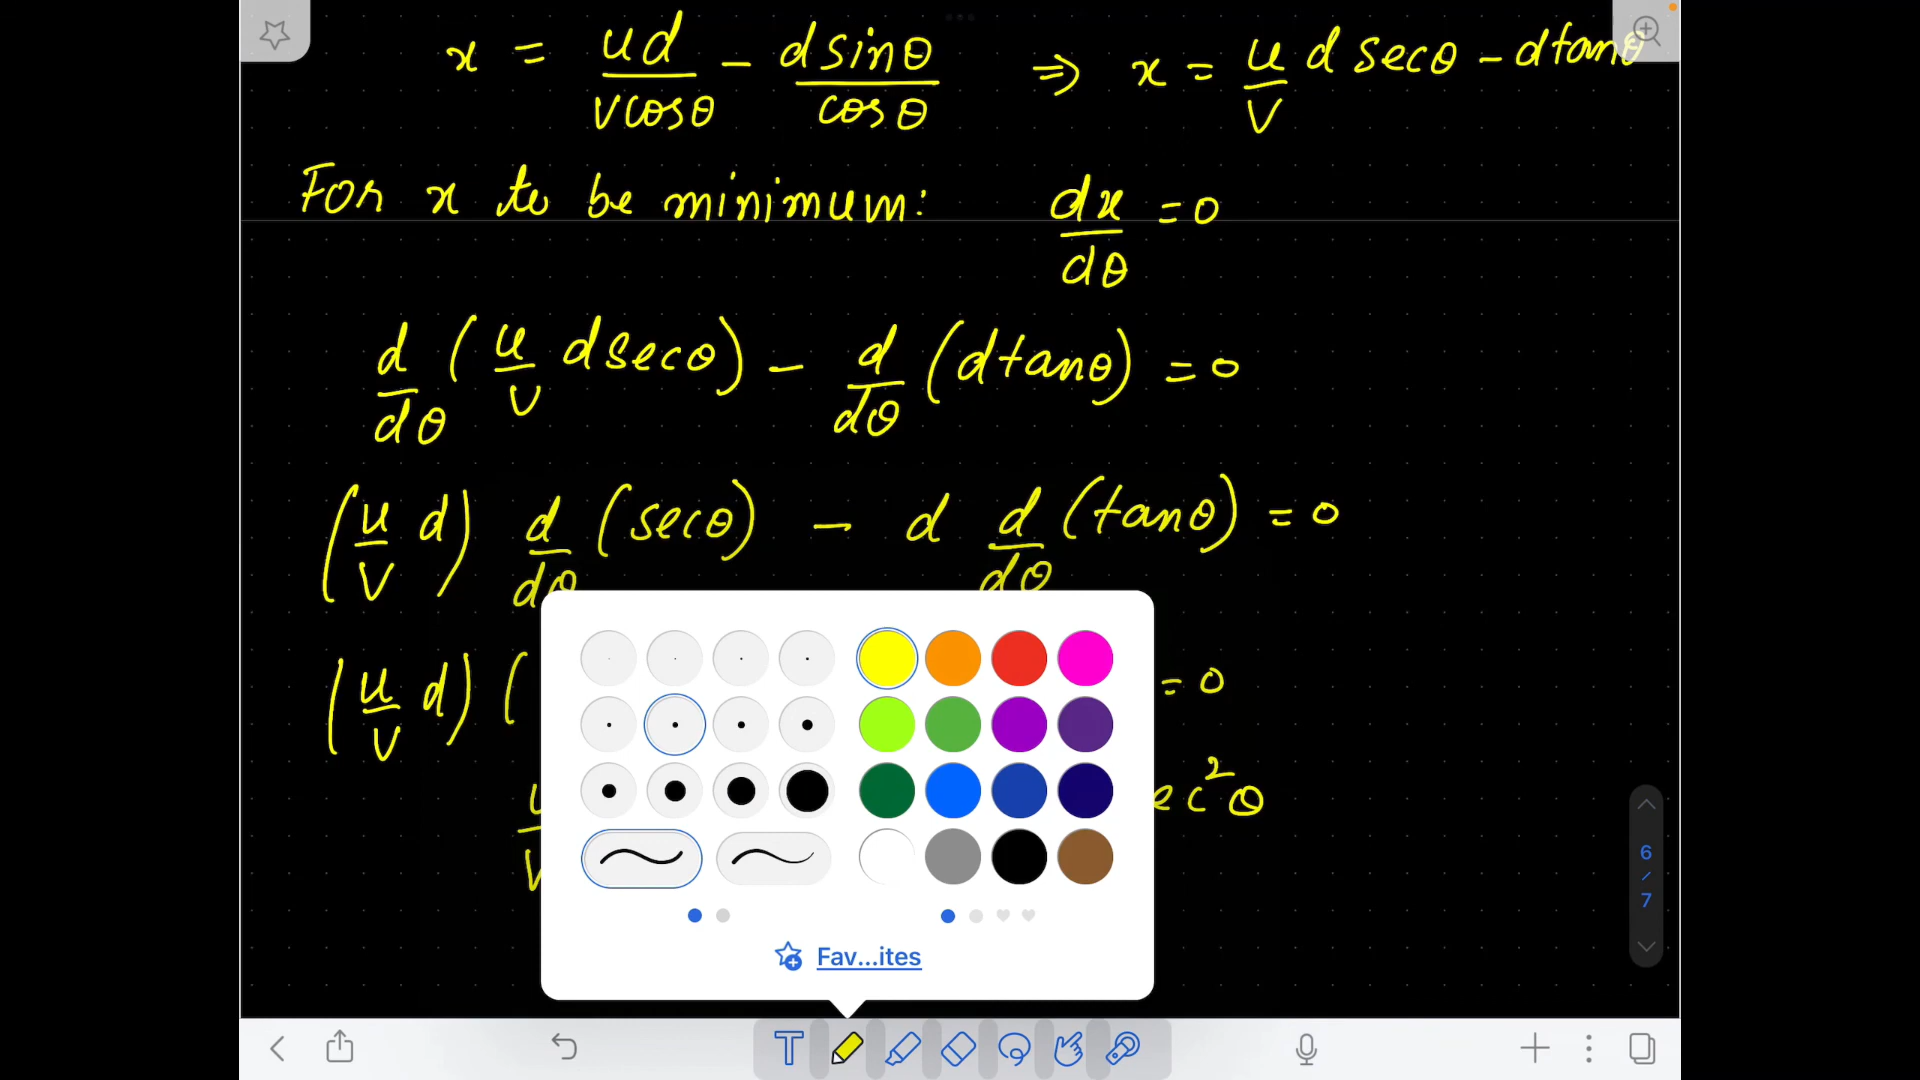 x = ud/vcosθ - dsinθ/cosθ ⇒ x = u/v d secθ - dtanθ
For x to be minimum: dx/dθ = 0
d/dθ (u/v dsecθ) - d/dθ (dtanθ) = 0
(u/v d) d/dθ (secθ) - d d/dθ (tanθ) = 0
(u/v d) ( = 0
ec²θ
6/7
Fav...ites
T